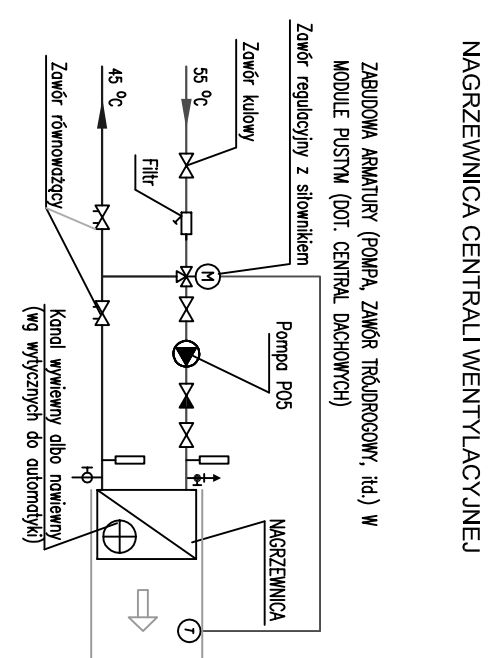 NAGRZEWNICA CENTRALI WENTYLACYJNEJ
ZABUDOWA ARMATURY (POMPA, ZAWÓR TRÓJDROGOWY, itd.) W
MODULE PUSTYM (DOT. CENTRAL DACHOWYCH)
Zawór regulacyjny z siłownikiem
Zawór kulowy
55 °C
Filtr
M
Pompa P05
NAGRZEWNICA
T
45 °C
Zawór równoważący
Kanał wywiewny albo nawiewny
(wg wytycznych do automatyki)